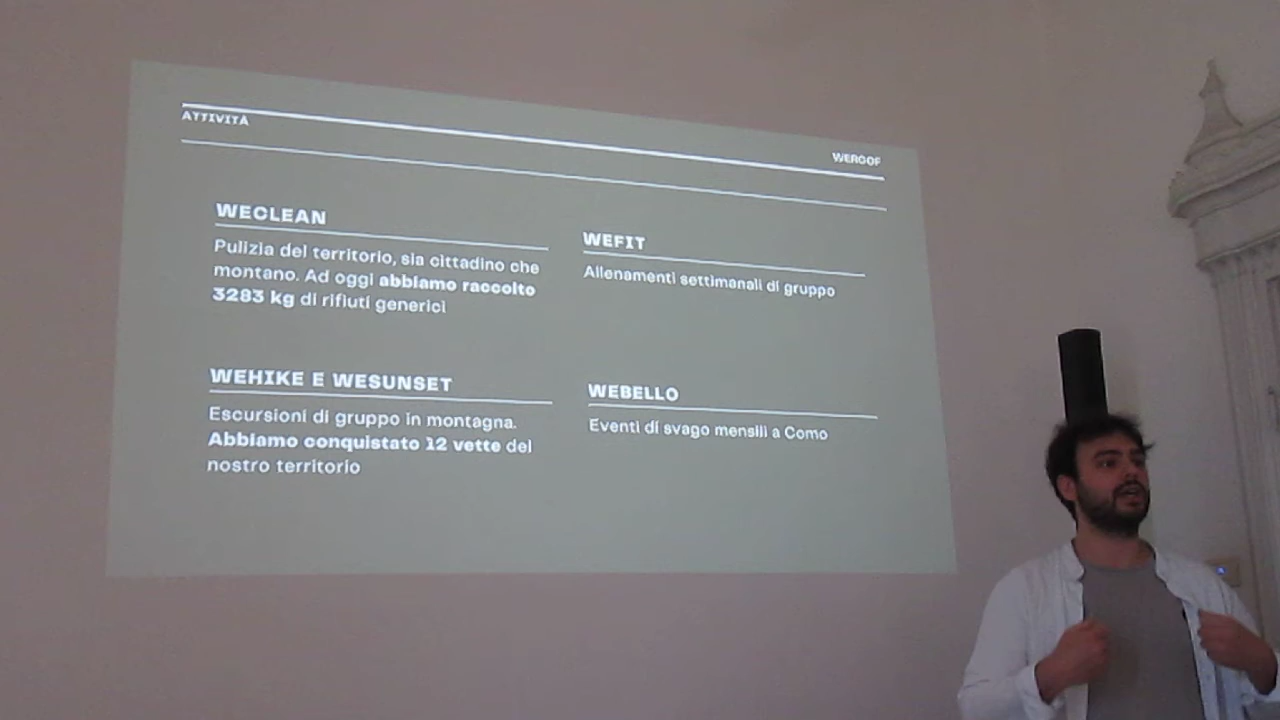 ATTIVITÀ
WEROOF
WECLEAN
Pulizia del territorio, sia cittadino che
montano. Ad oggi abbiamo raccolto
3283 kg di rifiuti generici
WEFIT
Allenamenti settimanali di gruppo
WEHIKE E WESUNSET
Escursioni di gruppo in montagna.
Abbiamo conquistato 12 vette del
nostro territorio
WEBELLO
Eventi di svago mensili a Como